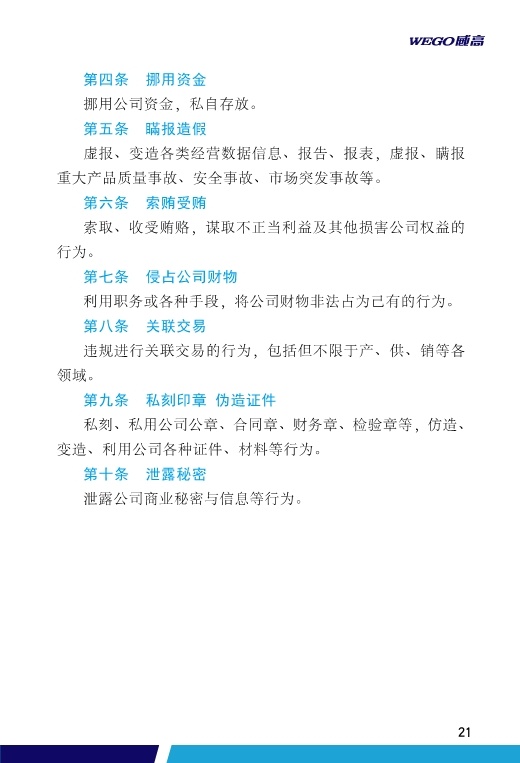 WEGO威高
第四条 挪用资金
挪用公司资金，私自存放。
第五条 瞒报造假
虚报、变造各类经营数据信息、报告、报表，虚报、瞒报
重大产品质量事故、安全事故、市场突发事故等。
第六条 索贿受贿
索取、收受贿赂，谋取不正当利益及其他损害公司权益的
行为。
第七条 侵占公司财物
利用职务或各种手段，将公司财物非法占为己有的行为。
第八条 关联交易
违规进行关联交易的行为，包括但不限于产、供、销等各
领域。
第九条 私刻印章 伪造证件
私刻、私用公司公章、合同章、财务章、检验章等，仿造、
变造、利用公司各种证件、材料等行为。
第十条 泄露秘密
泄露公司商业秘密与信息等行为。
21